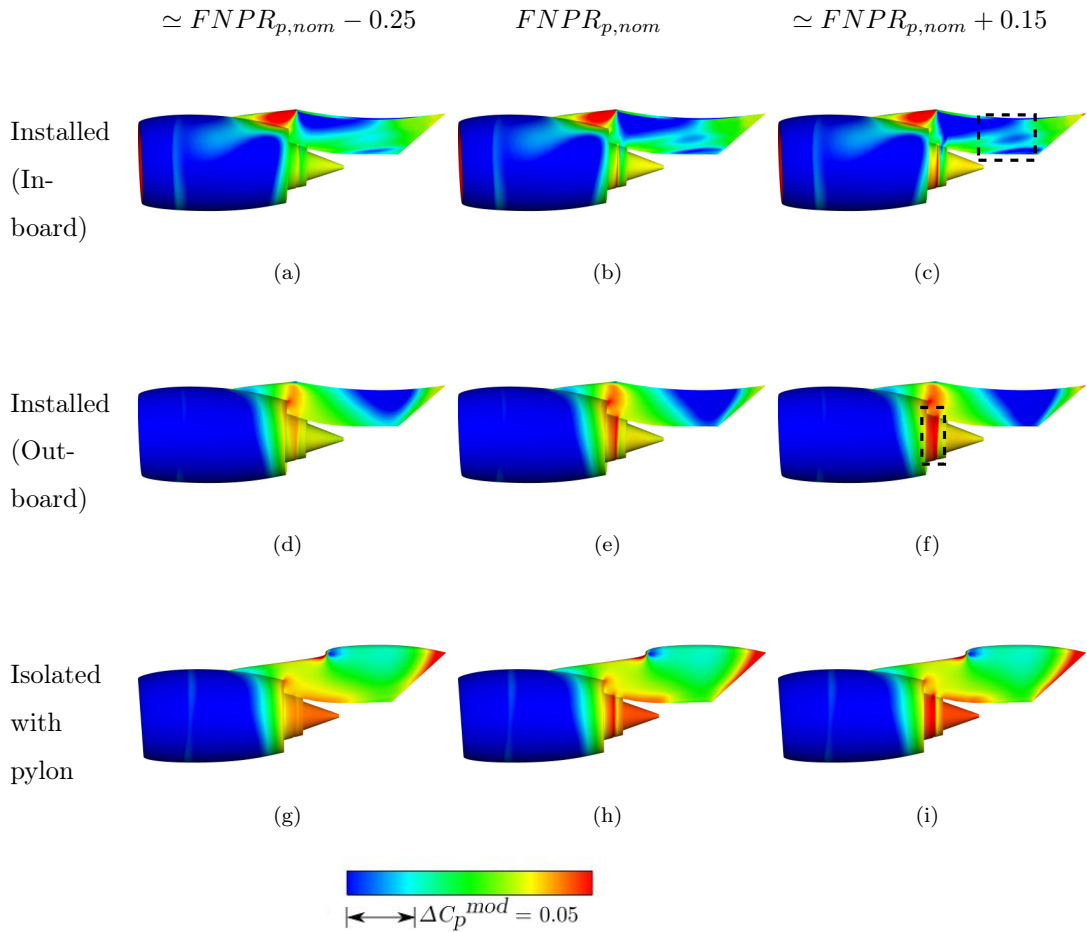 ≃ FNPR_{p,nom} − 0.25 FNPR_{p,nom} ≃ FNPR_{p,nom} + 0.15
Installed
(In-
board)
(a) (b) (c)
Installed
(Out-
board)
(d) (e) (f)
Isolated
with
pylon
(g) (h) (i)
ΔC_p^{mod} = 0.05